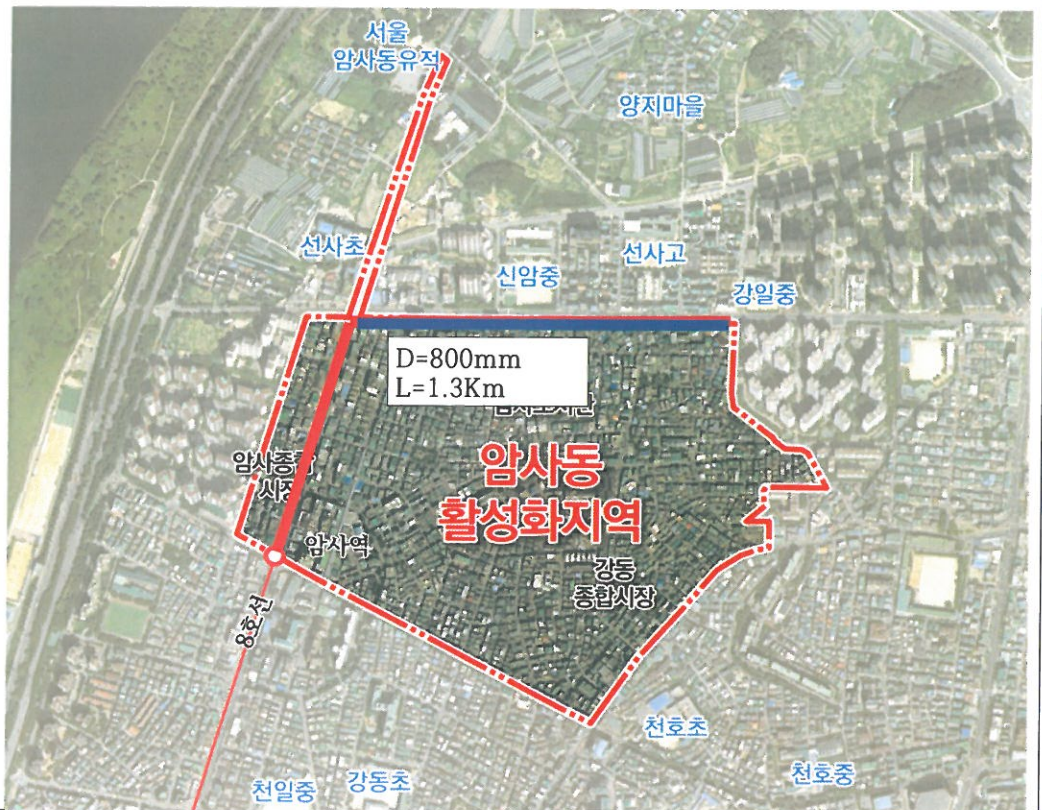 서울
암사동유적
양지마을
선사초
신암중
선사고
강일중
D=800mm
L=1.3Km
암사종합
시장
암사동
활성화지역
암사역
강동
종합시장
8호선
천호초
천일중
강동초
천호중